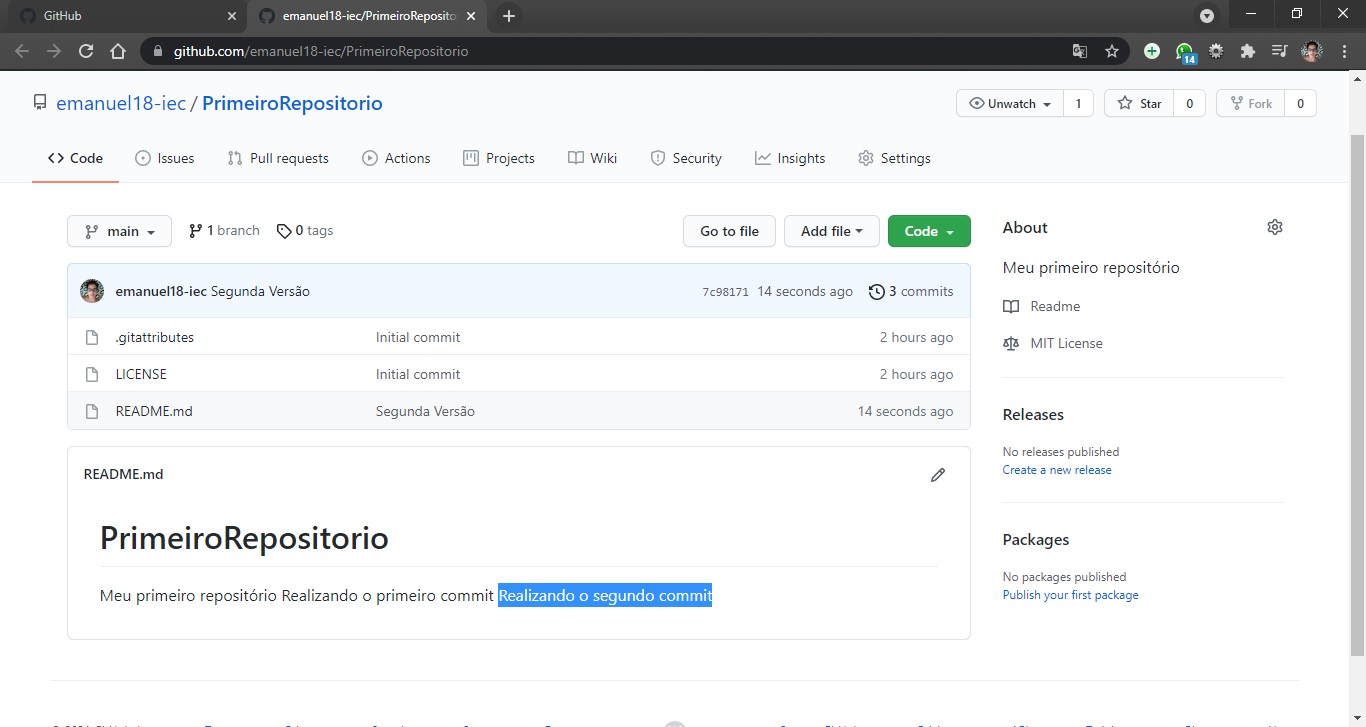 GitHub
emanuel18-iec/PrimeiroReposito
github.com/emanuel18-iec/PrimeiroRepositorio
14
emanuel18-iec / PrimeiroRepositorio
Unwatch 1 Star 0 Fork 0
Code Issues Pull requests Actions Projects Wiki Security Insights Settings
main 1 branch 0 tags Go to file Add file Code
emanuel18-iec Segunda Versão 7c98171 14 seconds ago 3 commits
.gitattributes Initial commit 2 hours ago
LICENSE Initial commit 2 hours ago
README.md Segunda Versão 14 seconds ago
README.md
PrimeiroRepositorio
Meu primeiro repositório Realizando o primeiro commit Realizando o segundo commit
About
Meu primeiro repositório
Readme
MIT License
Releases
No releases published
Create a new release
Packages
No packages published
Publish your first package